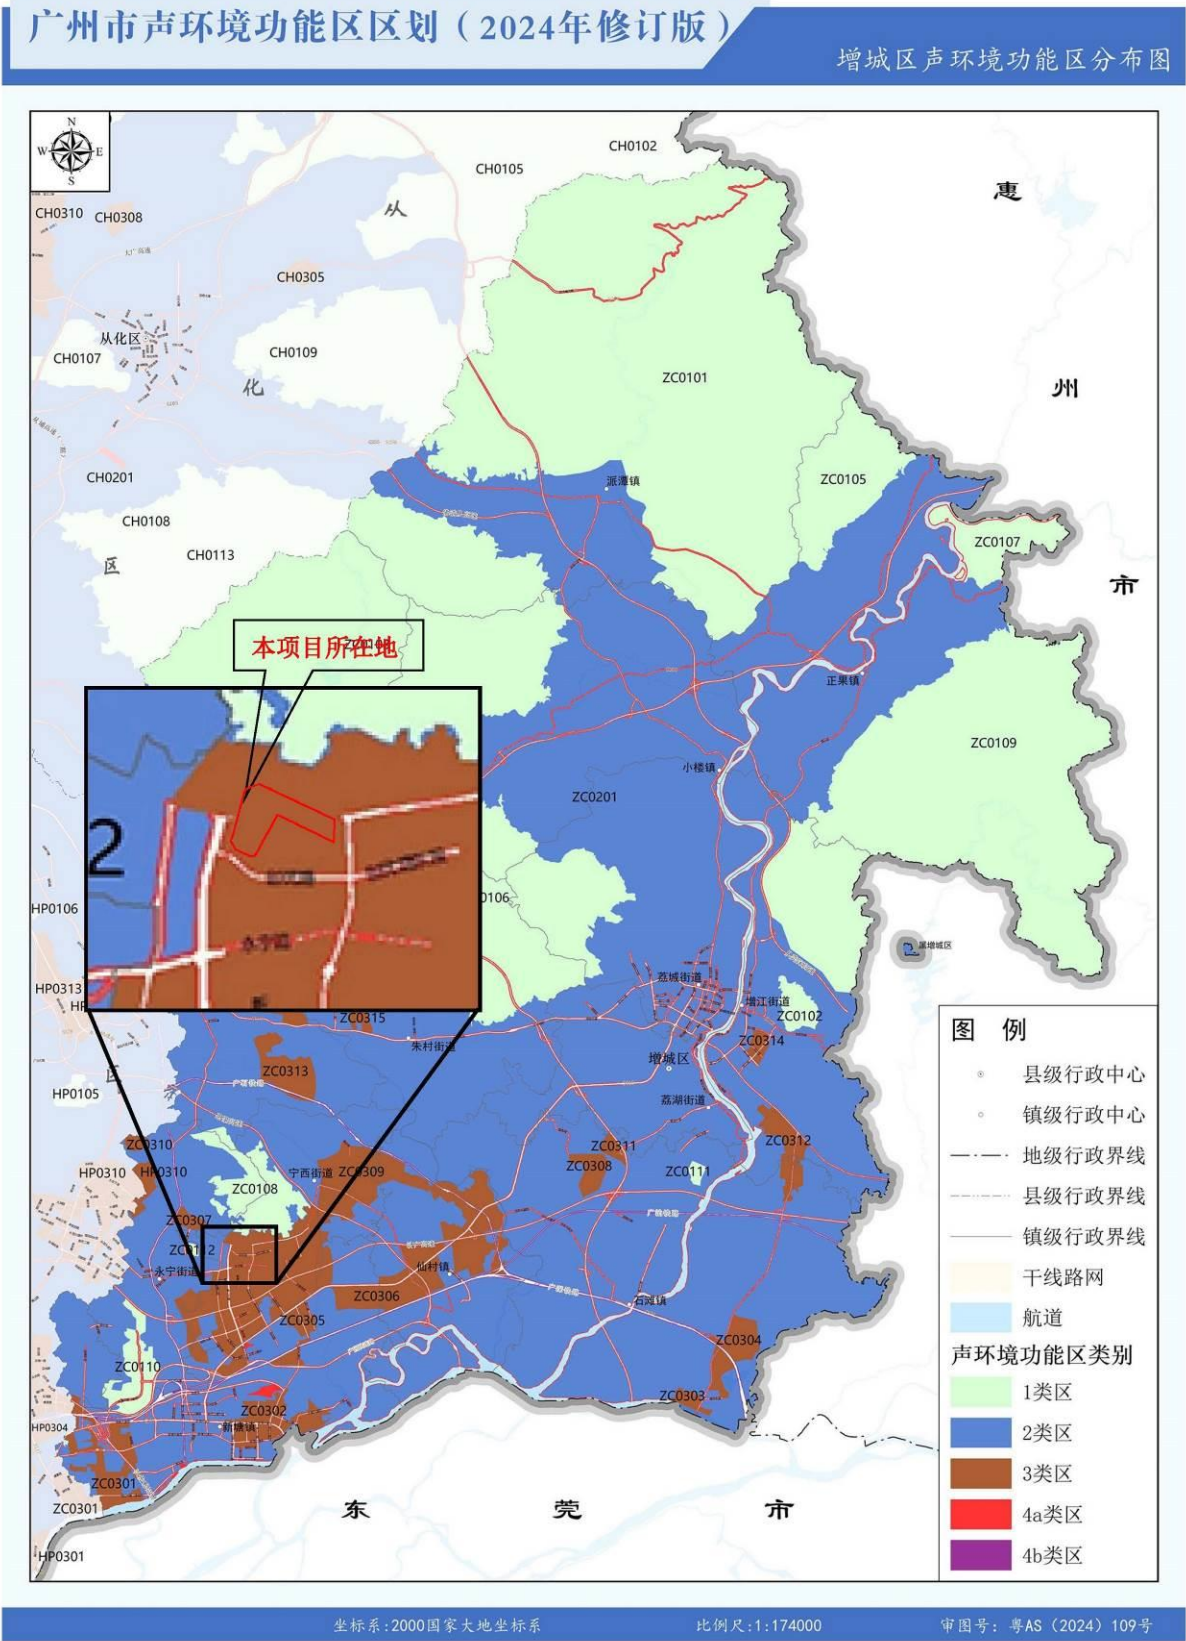 广州市声环境功能区区划（2024年修订版）
增城区声环境功能区分布图
N
W E
S
CH0102
CH0105
从
惠
CH0310 CH0308
CH0305
从化区
CH0107
CH0109
化
ZC0101
州
CH0201
派潭镇
ZC0105
CH0108
CH0113
区
ZC0107
市
本项目所在地
正果镇
ZC0109
小楼镇
ZC0201
2
永宁
0106
HP0106
黑增城区
荔城街道
HP0313
增江街道
ZC0102
ZC0315
朱村街道
ZC0314
增城区
ZC0313
HP0105
区
荔湖街道
ZC0310
ZC0311
ZC0312
HP0310
HP0310
宁西街道
ZC0309
ZC0308
ZC0111
ZC0108
ZC0307
ZC0112
永宁街道
仙村镇
ZC0306
石滩镇
ZC0305
ZC0304
ZC0110
ZC0303
ZC0302
HP0304
新塘镇
ZC0301
ZC0301
东 莞 市
HP0301
图 例
县级行政中心
镇级行政中心
地级行政界线
县级行政界线
镇级行政界线
干线路网
航道
声环境功能区类别
1类区
2类区
3类区
4a类区
4b类区
坐标系:2000国家大地坐标系
比例尺:1:174000
审图号：粤AS（2024）109号